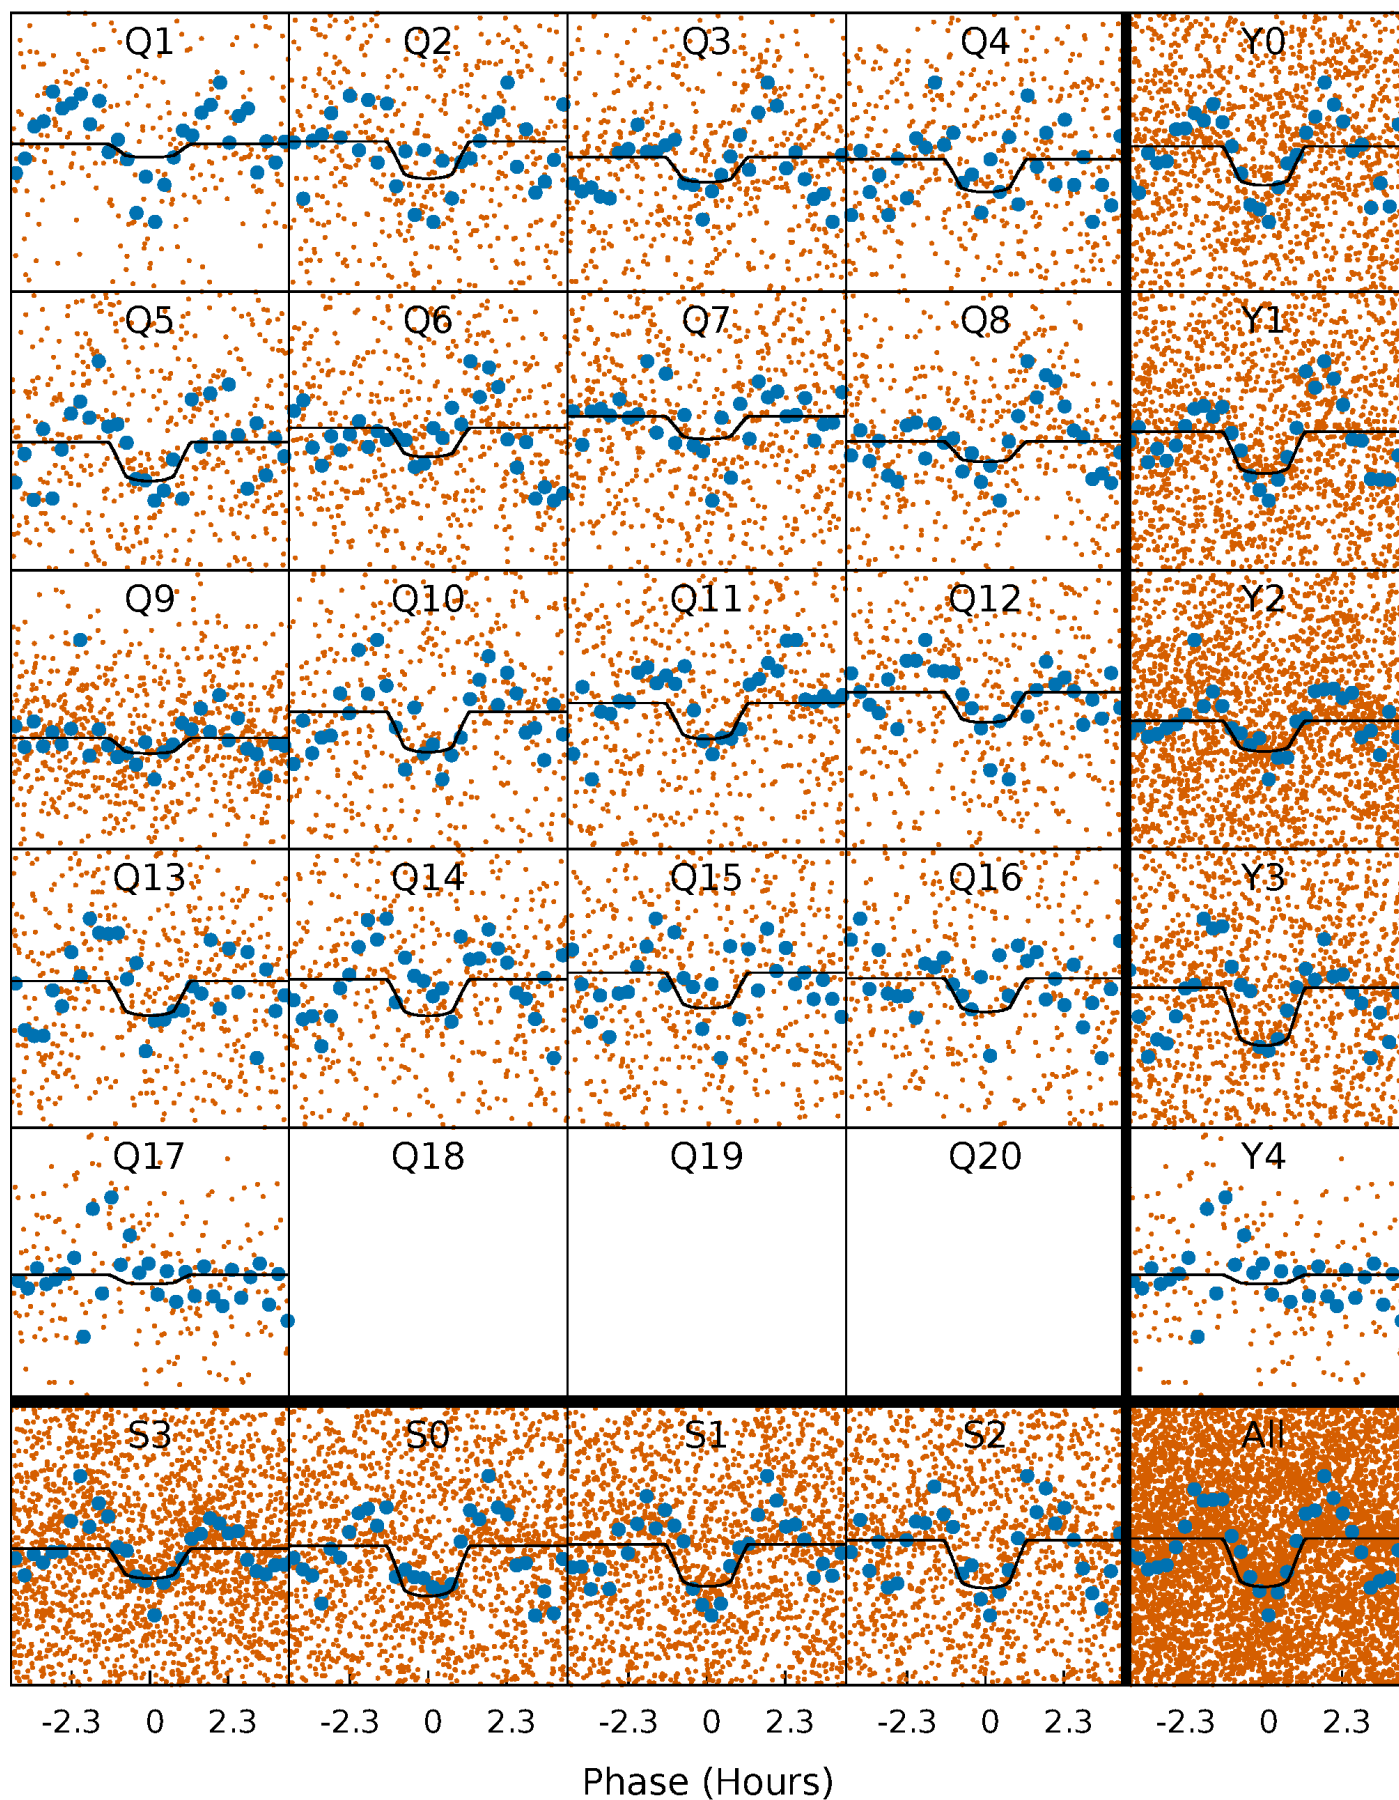 Q1 Q2 Q3 Q4 Y0
Q5 Q6 Q7 Q8 Y1
Q9 Q10 Q11 Q12 Y2
Q13 Q14 Q15 Q16 Y3
Q17 Q18 Q19 Q20 Y4
S3 S0 S1 S2 All
-2.3 0 2.3 -2.3 0 2.3 -2.3 0 2.3 -2.3 0 2.3 -2.3 0 2.3
Phase (Hours)